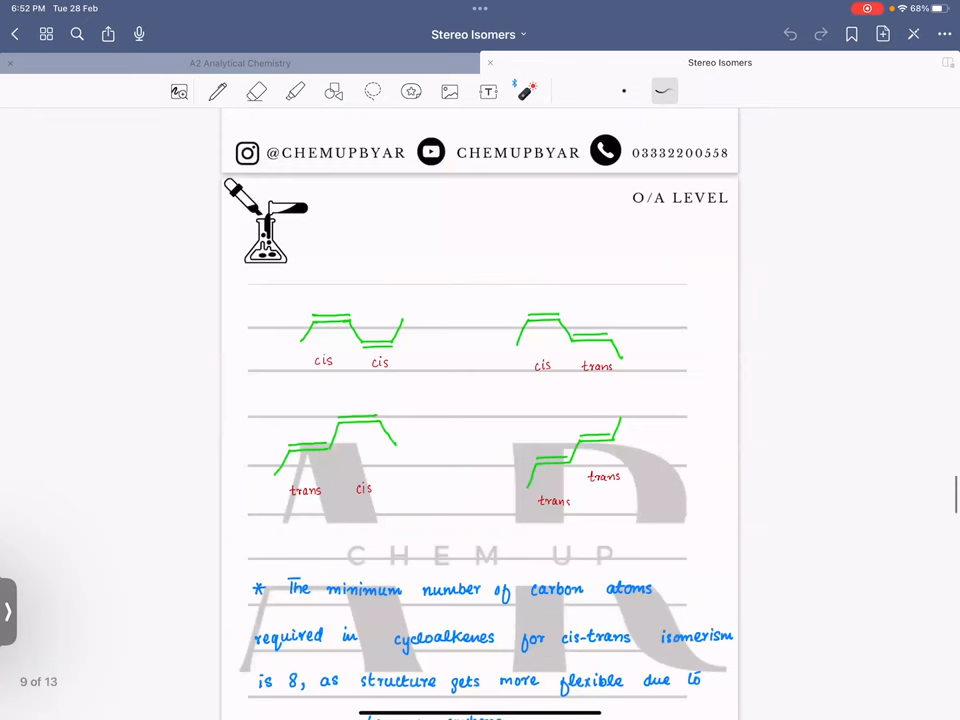 6:52 PM Tue 28 Feb
68%
Stereo Isomers
A2 Analytical Chemistry
Stereo Isomers
@CHEMUPBYAR CHEMUPBYAR 03332200558
O/A LEVEL
cis cis
cis trans
trans cis
trans
trans
CHEM UP
AR
AR
* The minimum number of carbon atoms
required in cycloalkenes for cis-trans isomerism
is 8, as structure gets more flexible due to
9 of 13